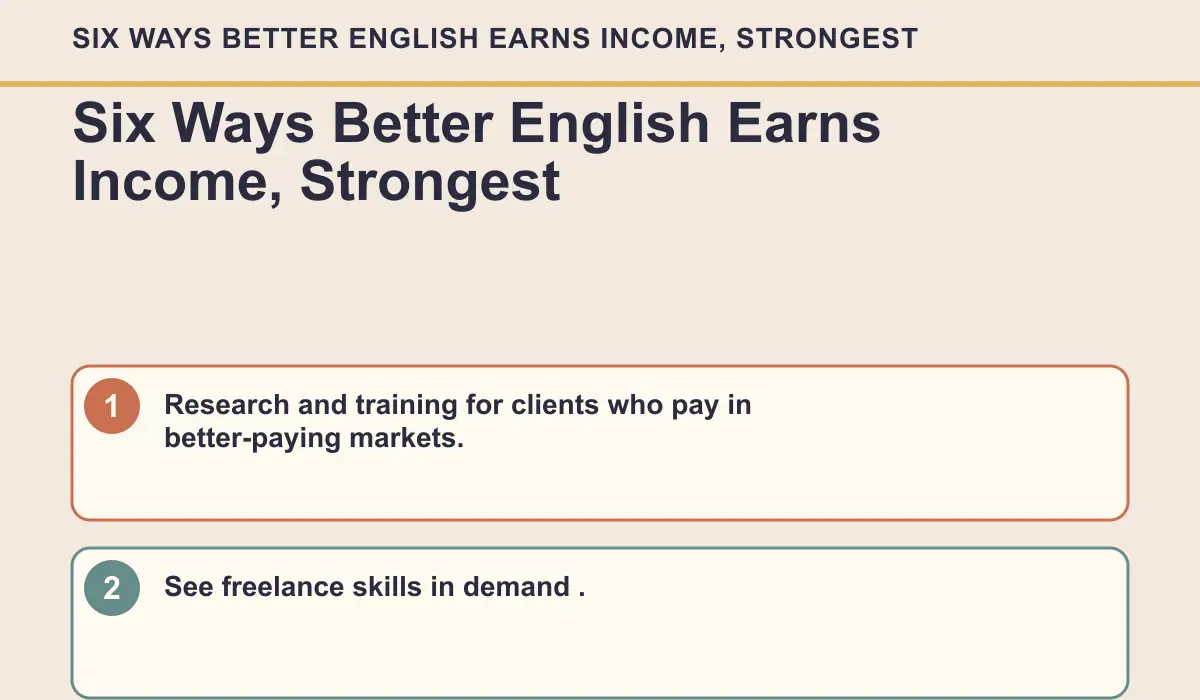 SIX WAYS BETTER ENGLISH EARNS INCOME, STRONGEST
Six Ways Better English Earns
Income, Strongest
1
Research and training for clients who pay in
better-paying markets.
2
See freelance skills in demand .